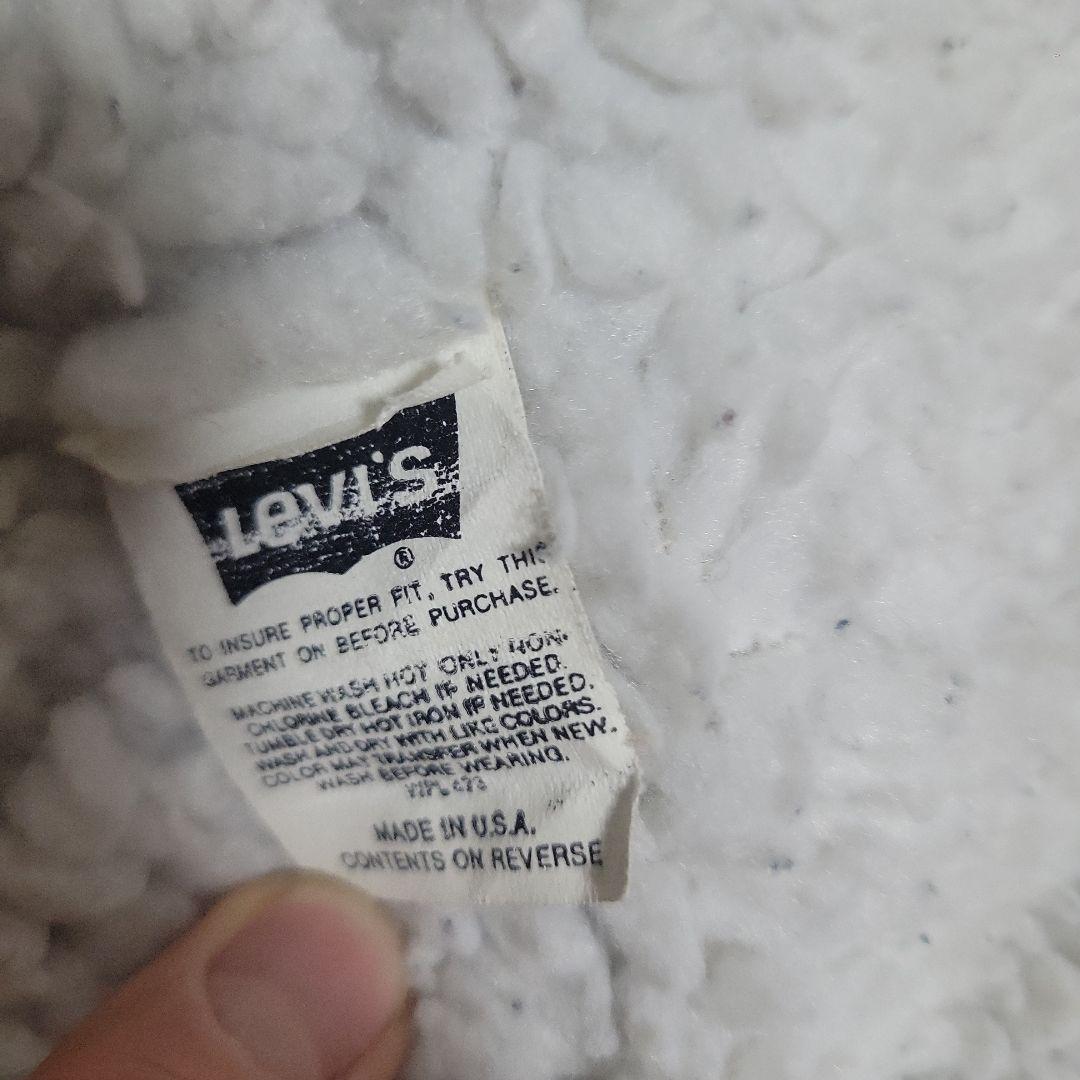 Levi's
®
TO INSURE PROPER FIT, TRY THIS
GARMENT ON BEFORE PURCHASE.
MACHINE WASH HOT ONLY
CHLORINE BLEACH IF NEEDED.
TUMBLE DRY HOT IRON IF NEEDED.
WASH AND DRY WITH LIKE COLORS.
COLOR MAY TRANSFER WHEN NEW.
WASH BEFORE WEARING.
WPL 423
MADE IN U.S.A.
CONTENTS ON REVERSE